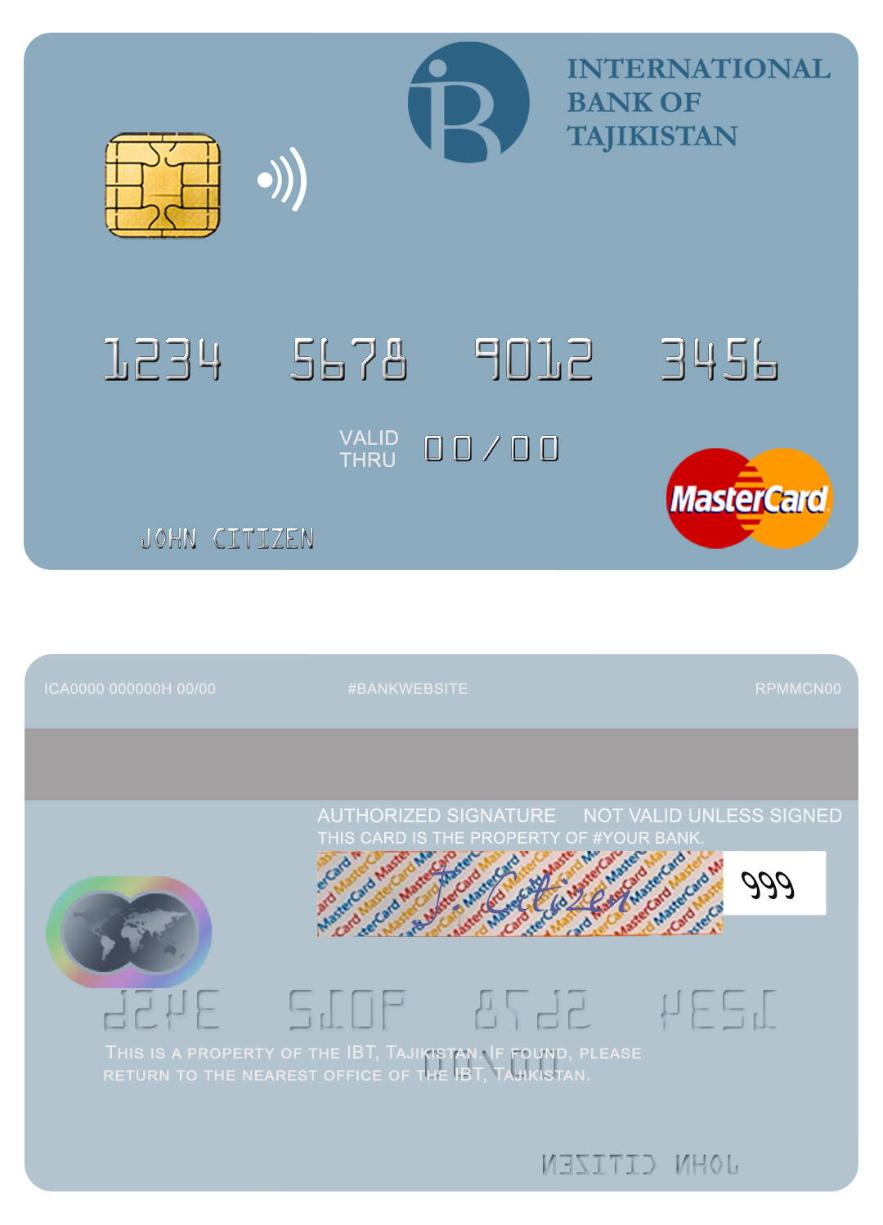 INTERNATIONAL
BANK OF
TAJIKISTAN
1234 5678 9012 3456
VALID
THRU 00/00
MasterCard
JOHN CITIZEN
ICA0000 000000H 00/00 #BANKWEBSITE RPMMCN00
AUTHORIZED SIGNATURE NOT VALID UNLESS SIGNED
THIS CARD IS THE PROPERTY OF #YOUR BANK.
J Citizen 999
THIS IS A PROPERTY OF THE IBT, TAJIKISTAN. IF FOUND, PLEASE
RETURN TO THE NEAREST OFFICE OF THE IBT, TAJIKISTAN.
JOHN CITIZEN